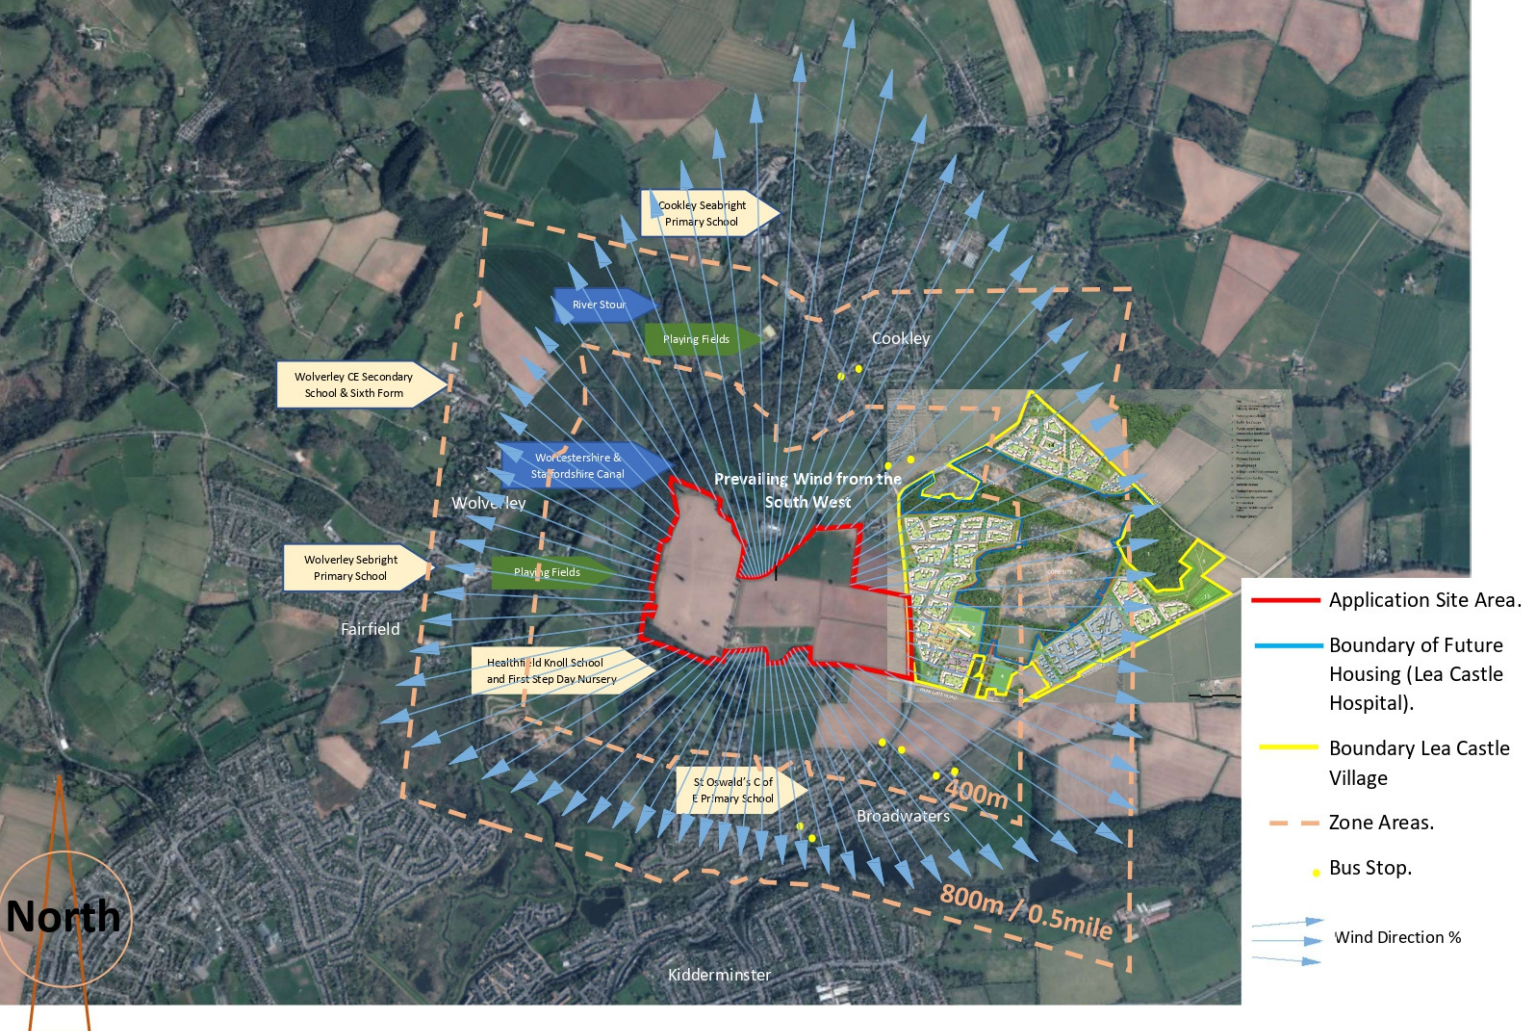 Cookley Seabright
Primary School
River Stour
Playing Fields
Cookley
Wolverley CE Secondary
School & Sixth Form
Worcestershire &
Staffordshire Canal
Prevailing Wind from the
South West
Wolverley
Wolverley Sebright
Primary School
Playing Fields
Fairfield
Healthfield Knoll School
and First Step Day Nursery
St Oswald's C of
E Primary School
400m
Broadwaters
800m / 0.5mile
Kidderminster
North
Application Site Area.
Boundary of Future
Housing (Lea Castle
Hospital).
Boundary Lea Castle
Village
Zone Areas.
Bus Stop.
Wind Direction %